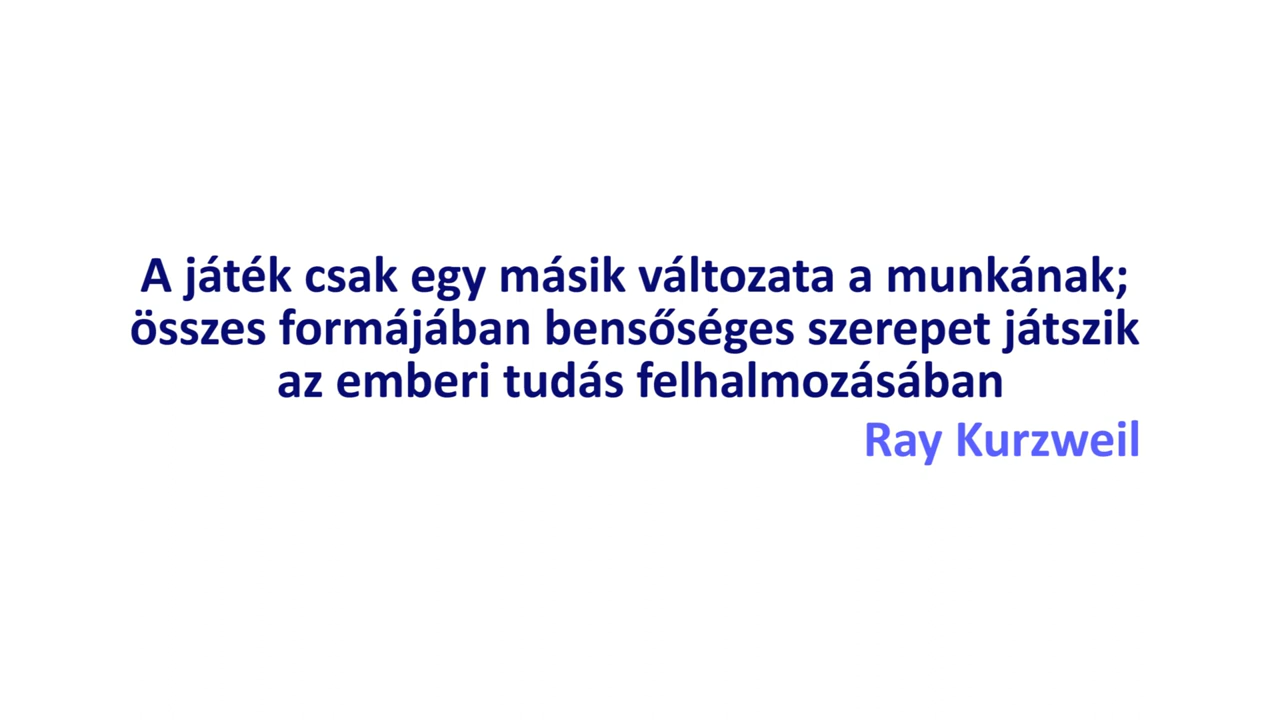 A játék csak egy másik változata a munkának;
összes formájában bensőséges szerepet játszik
az emberi tudás felhalmozásában
Ray Kurzweil